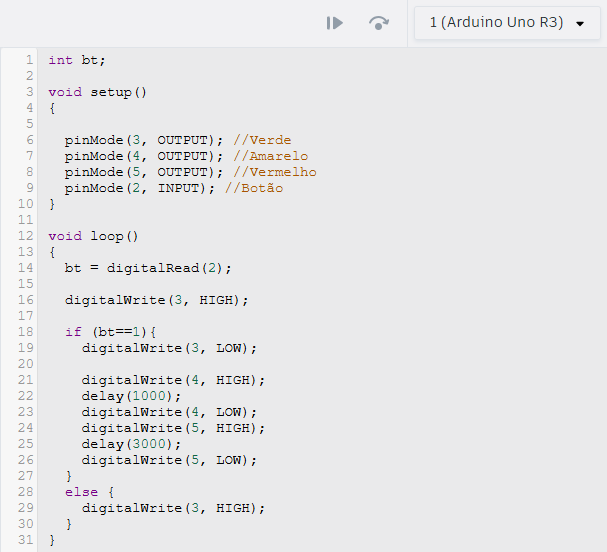 1 (Arduino Uno R3)
1 int bt;
2
3 void setup()
4 {
5
6   pinMode(3, OUTPUT); //Verde
7   pinMode(4, OUTPUT); //Amarelo
8   pinMode(5, OUTPUT); //Vermelho
9   pinMode(2, INPUT); //Botão
10 }
11
12 void loop()
13 {
14   bt = digitalRead(2);
15
16   digitalWrite(3, HIGH);
17
18   if (bt==1){
19     digitalWrite(3, LOW);
20
21     digitalWrite(4, HIGH);
22     delay(1000);
23     digitalWrite(4, LOW);
24     digitalWrite(5, HIGH);
25     delay(3000);
26     digitalWrite(5, LOW);
27   }
28   else {
29     digitalWrite(3, HIGH);
30   }
31 }